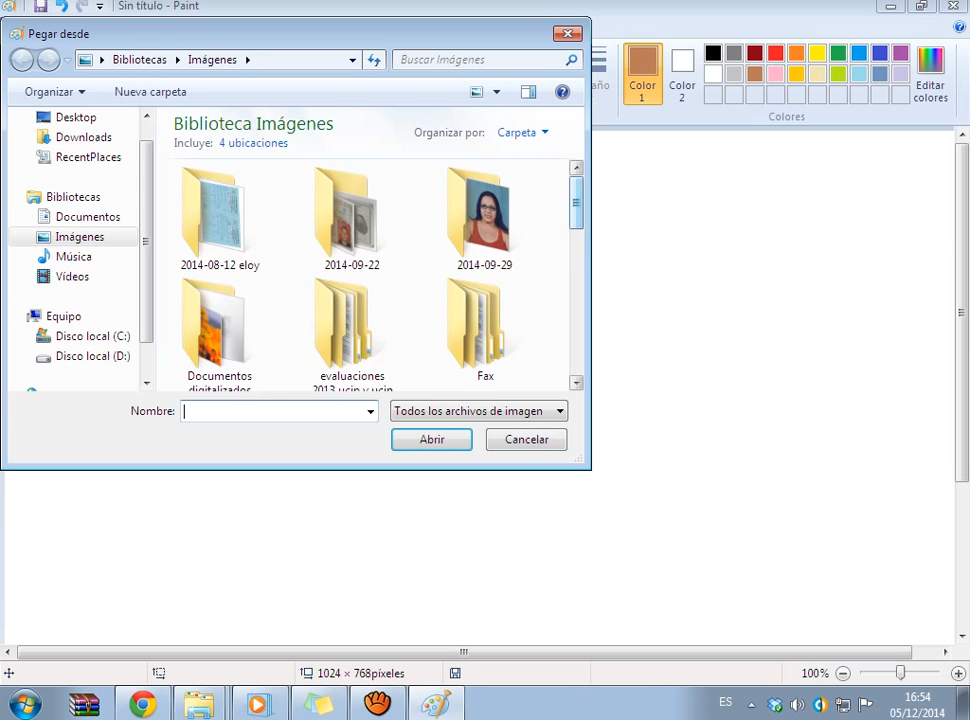 Sin título - Paint
Pegar desde
Bibliotecas
Imágenes
Buscar Imágenes
Organizar
Nueva carpeta
Desktop
Downloads
RecentPlaces
Bibliotecas
Documentos
Imágenes
Música
Vídeos
Equipo
Disco local (C:)
Disco local (D:)
Biblioteca Imágenes
Incluye: 4 ubicaciones
Organizar por: Carpeta
2014-08-12 eloy
2014-09-22
2014-09-29
Documentos
digitalizados
evaluaciones
2013 ucin y ucin
Fax
Nombre:
Todos los archivos de imagen
Abrir
Cancelar
Color
1
Color
2
Editar
colores
Colores
1024 × 768píxeles
100%
ES
16:54
05/12/2014